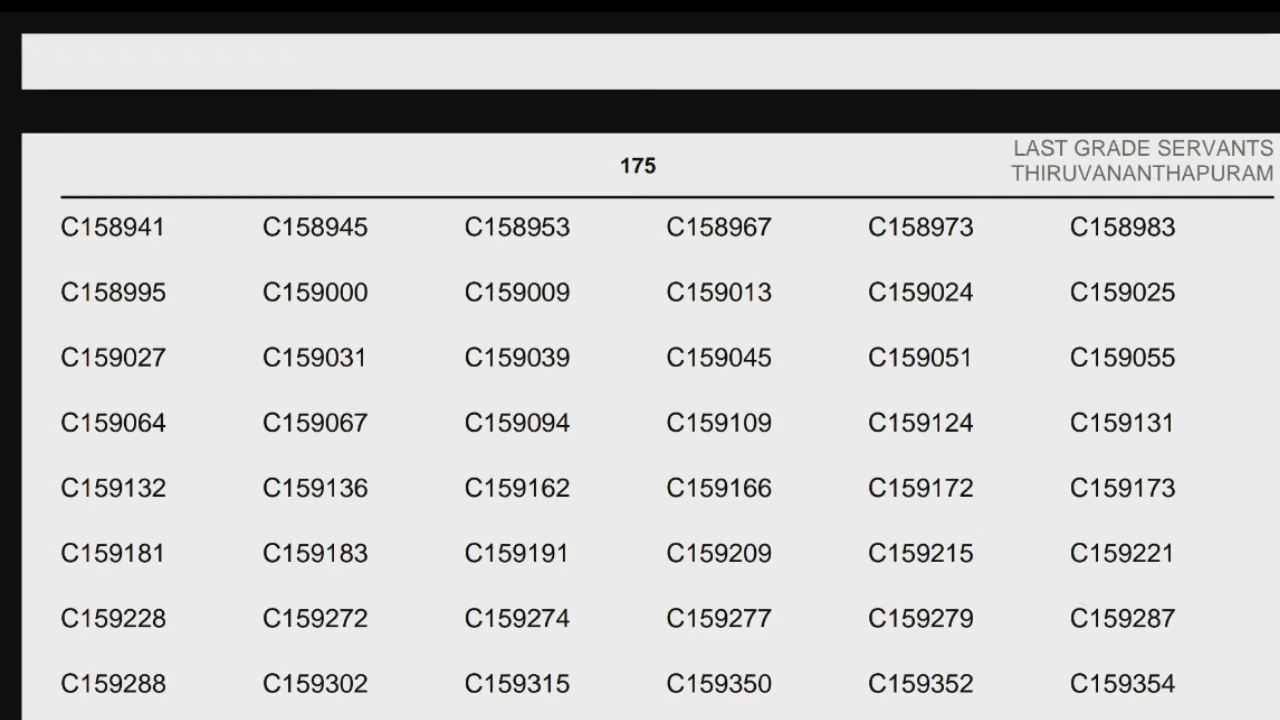 175
LAST GRADE SERVANTS
THIRUVANANTHAPURAM
C158941 C158945 C158953 C158967 C158973 C158983
C158995 C159000 C159009 C159013 C159024 C159025
C159027 C159031 C159039 C159045 C159051 C159055
C159064 C159067 C159094 C159109 C159124 C159131
C159132 C159136 C159162 C159166 C159172 C159173
C159181 C159183 C159191 C159209 C159215 C159221
C159228 C159272 C159274 C159277 C159279 C159287
C159288 C159302 C159315 C159350 C159352 C159354